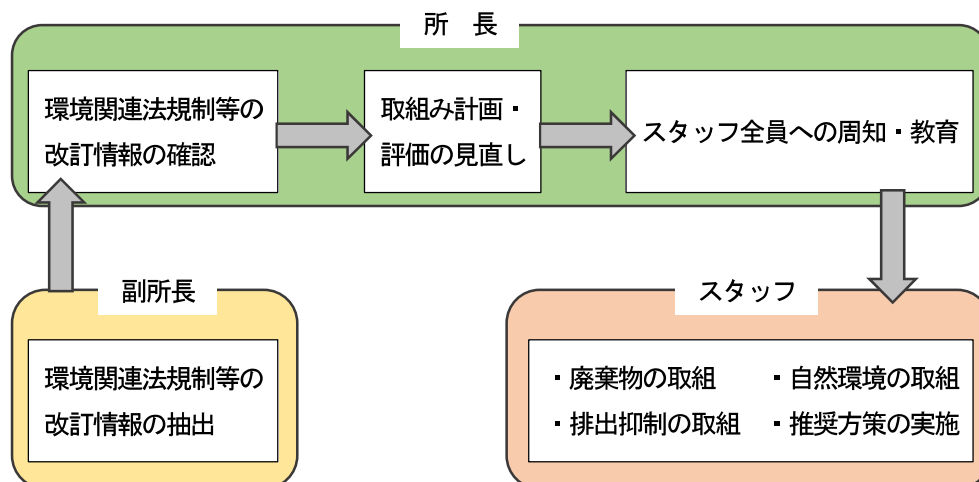 所　長
環境関連法規制等の
改訂情報の確認
取組み計画・
評価の見直し
スタッフ全員への周知・教育
副所長
環境関連法規制等の
改訂情報の抽出
スタッフ
・廃棄物の取組　・自然環境の取組
・排出抑制の取組　・推奨方策の実施